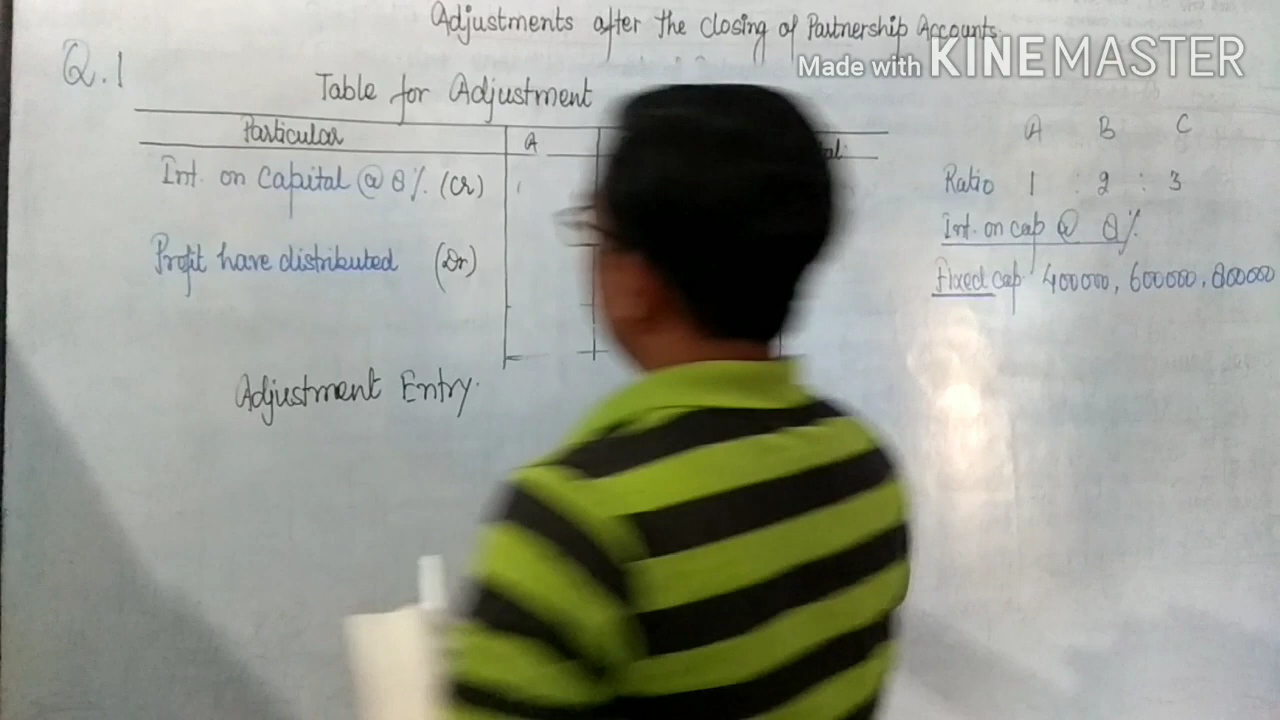 Adjustments after the closing of Partnership Accounts.
Made with KINEMASTER
Q.1
Table for Adjustment
Particular A al
Int. on Capital @ 8%. (Cr)
Profit have distributed (Dr)
Adjustment Entry.
A B C
Ratio 1 : 2 : 3
Int. on cap @ 8%
Fixed cap 400000, 600000, 800000